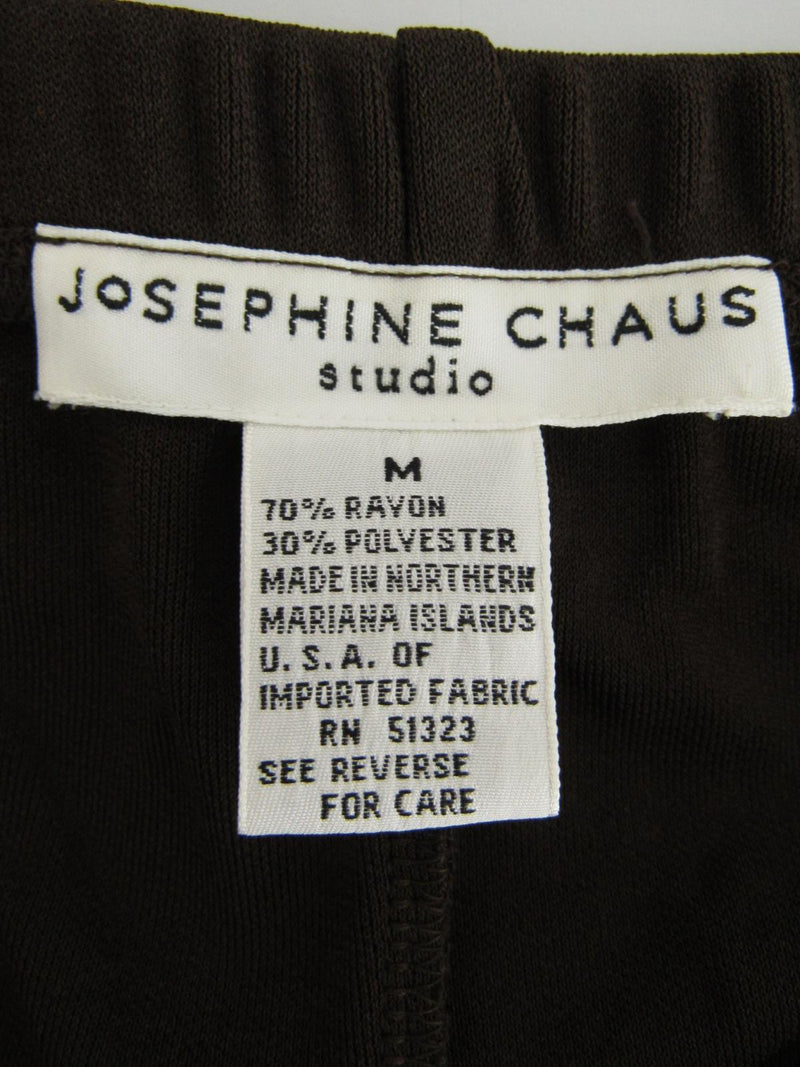 JOSEPHINE CHAUS
studio
M
70% RAYON
30% POLYESTER
MADE IN NORTHERN
MARIANA ISLANDS
U.S.A. OF
IMPORTED FABRIC
RN 51323
SEE REVERSE
FOR CARE